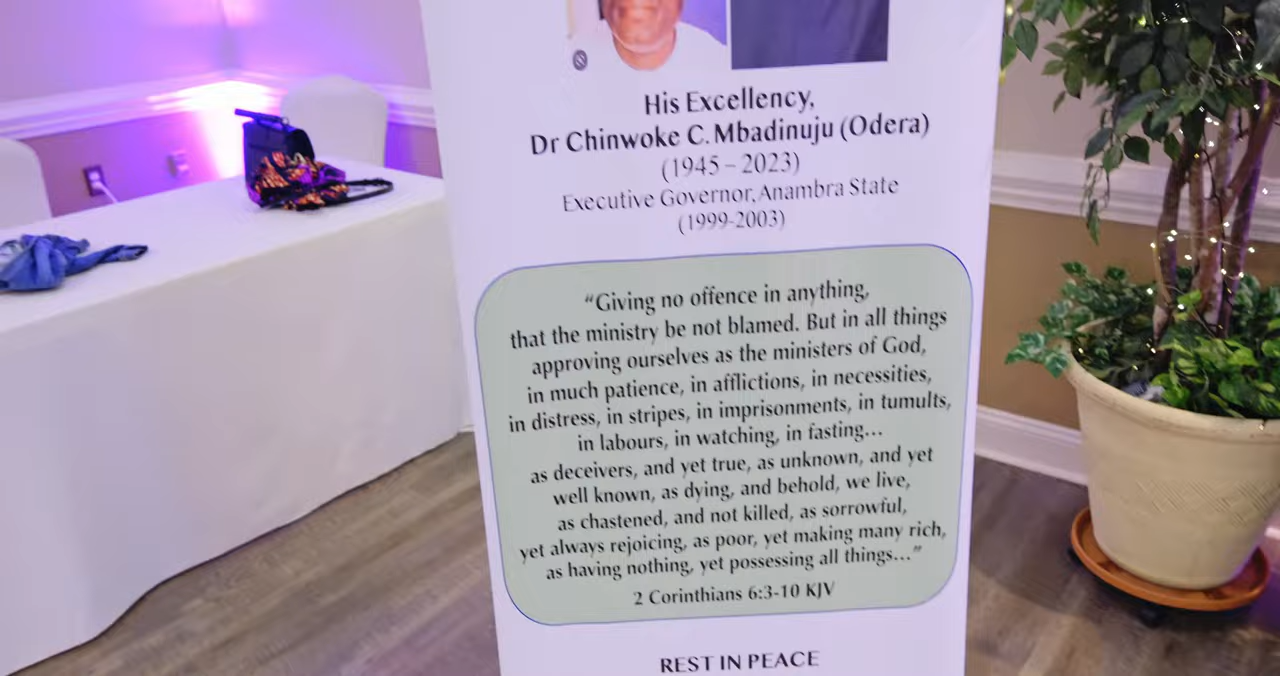 His Excellency,
Dr Chinwoke C. Mbadinuju (Odera)
(1945 – 2023)
Executive Governor, Anambra State
(1999-2003)
“Giving no offence in anything,
that the ministry be not blamed. But in all things
approving ourselves as the ministers of God,
in much patience, in afflictions, in necessities,
in distress, in stripes, in imprisonments, in tumults,
in labours, in watching, in fasting...
as deceivers, and yet true, as unknown, and yet
well known, as dying, and behold, we live,
as chastened, and not killed, as sorrowful,
yet always rejoicing, as poor, yet making many rich,
as having nothing, yet possessing all things...”
2 Corinthians 6:3-10 KJV
REST IN PEACE